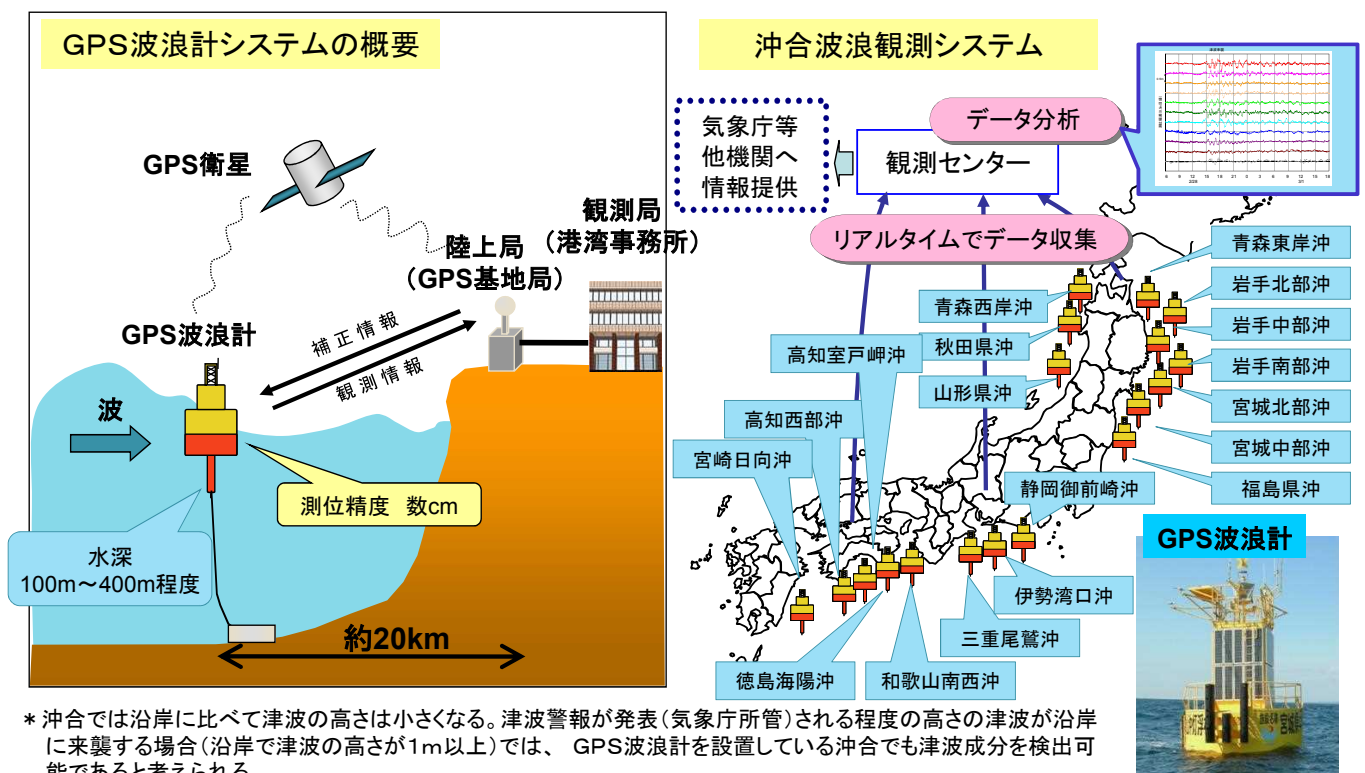 GPS波浪計システムの概要
GPS衛星
観測局
（港湾事務所）
陸上局
（GPS基地局）
GPS波浪計
補正情報
観測情報
波
測位精度　数cm
水深
100m～400m程度
約20km
沖合波浪観測システム
気象庁等
他機関へ
情報提供
データ分析
観測センター
リアルタイムでデータ収集
青森東岸沖
岩手北部沖
青森西岸沖
岩手中部沖
秋田県沖
高知室戸岬沖
岩手南部沖
山形県沖
宮城北部沖
高知西部沖
宮城中部沖
宮崎日向沖
静岡御前崎沖
福島県沖
GPS波浪計
伊勢湾口沖
三重尾鷲沖
徳島海陽沖
和歌山南西沖
＊沖合では沿岸に比べて津波の高さは小さくなる。津波警報が発表（気象庁所管）される程度の高さの津波が沿岸
に来襲する場合（沿岸で津波の高さが１ｍ以上）では、 GPS波浪計を設置している沖合でも津波成分を検出可
能であると考えられる。